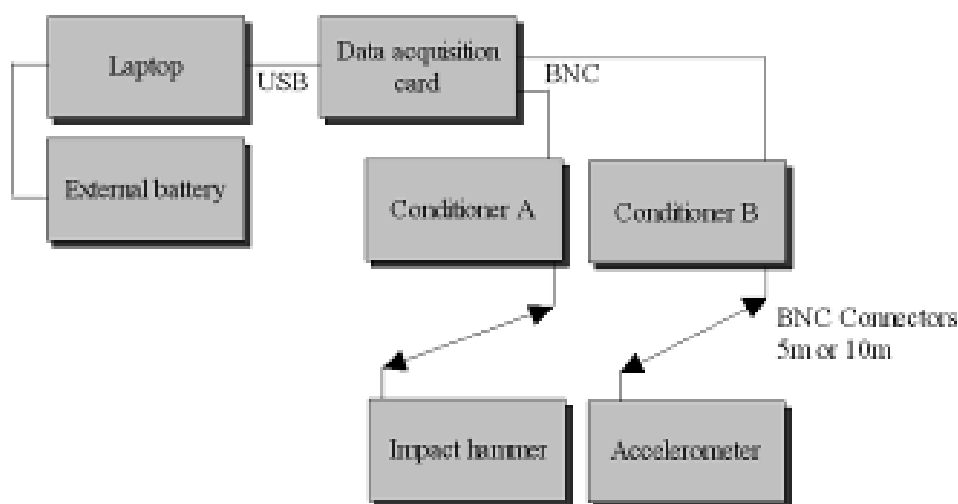 Laptop
USB
Data acquisition
card
BNC
External battery
Conditioner A
Conditioner B
BNC Connectors
5m or 10m
Impact hammer
Accelerometer